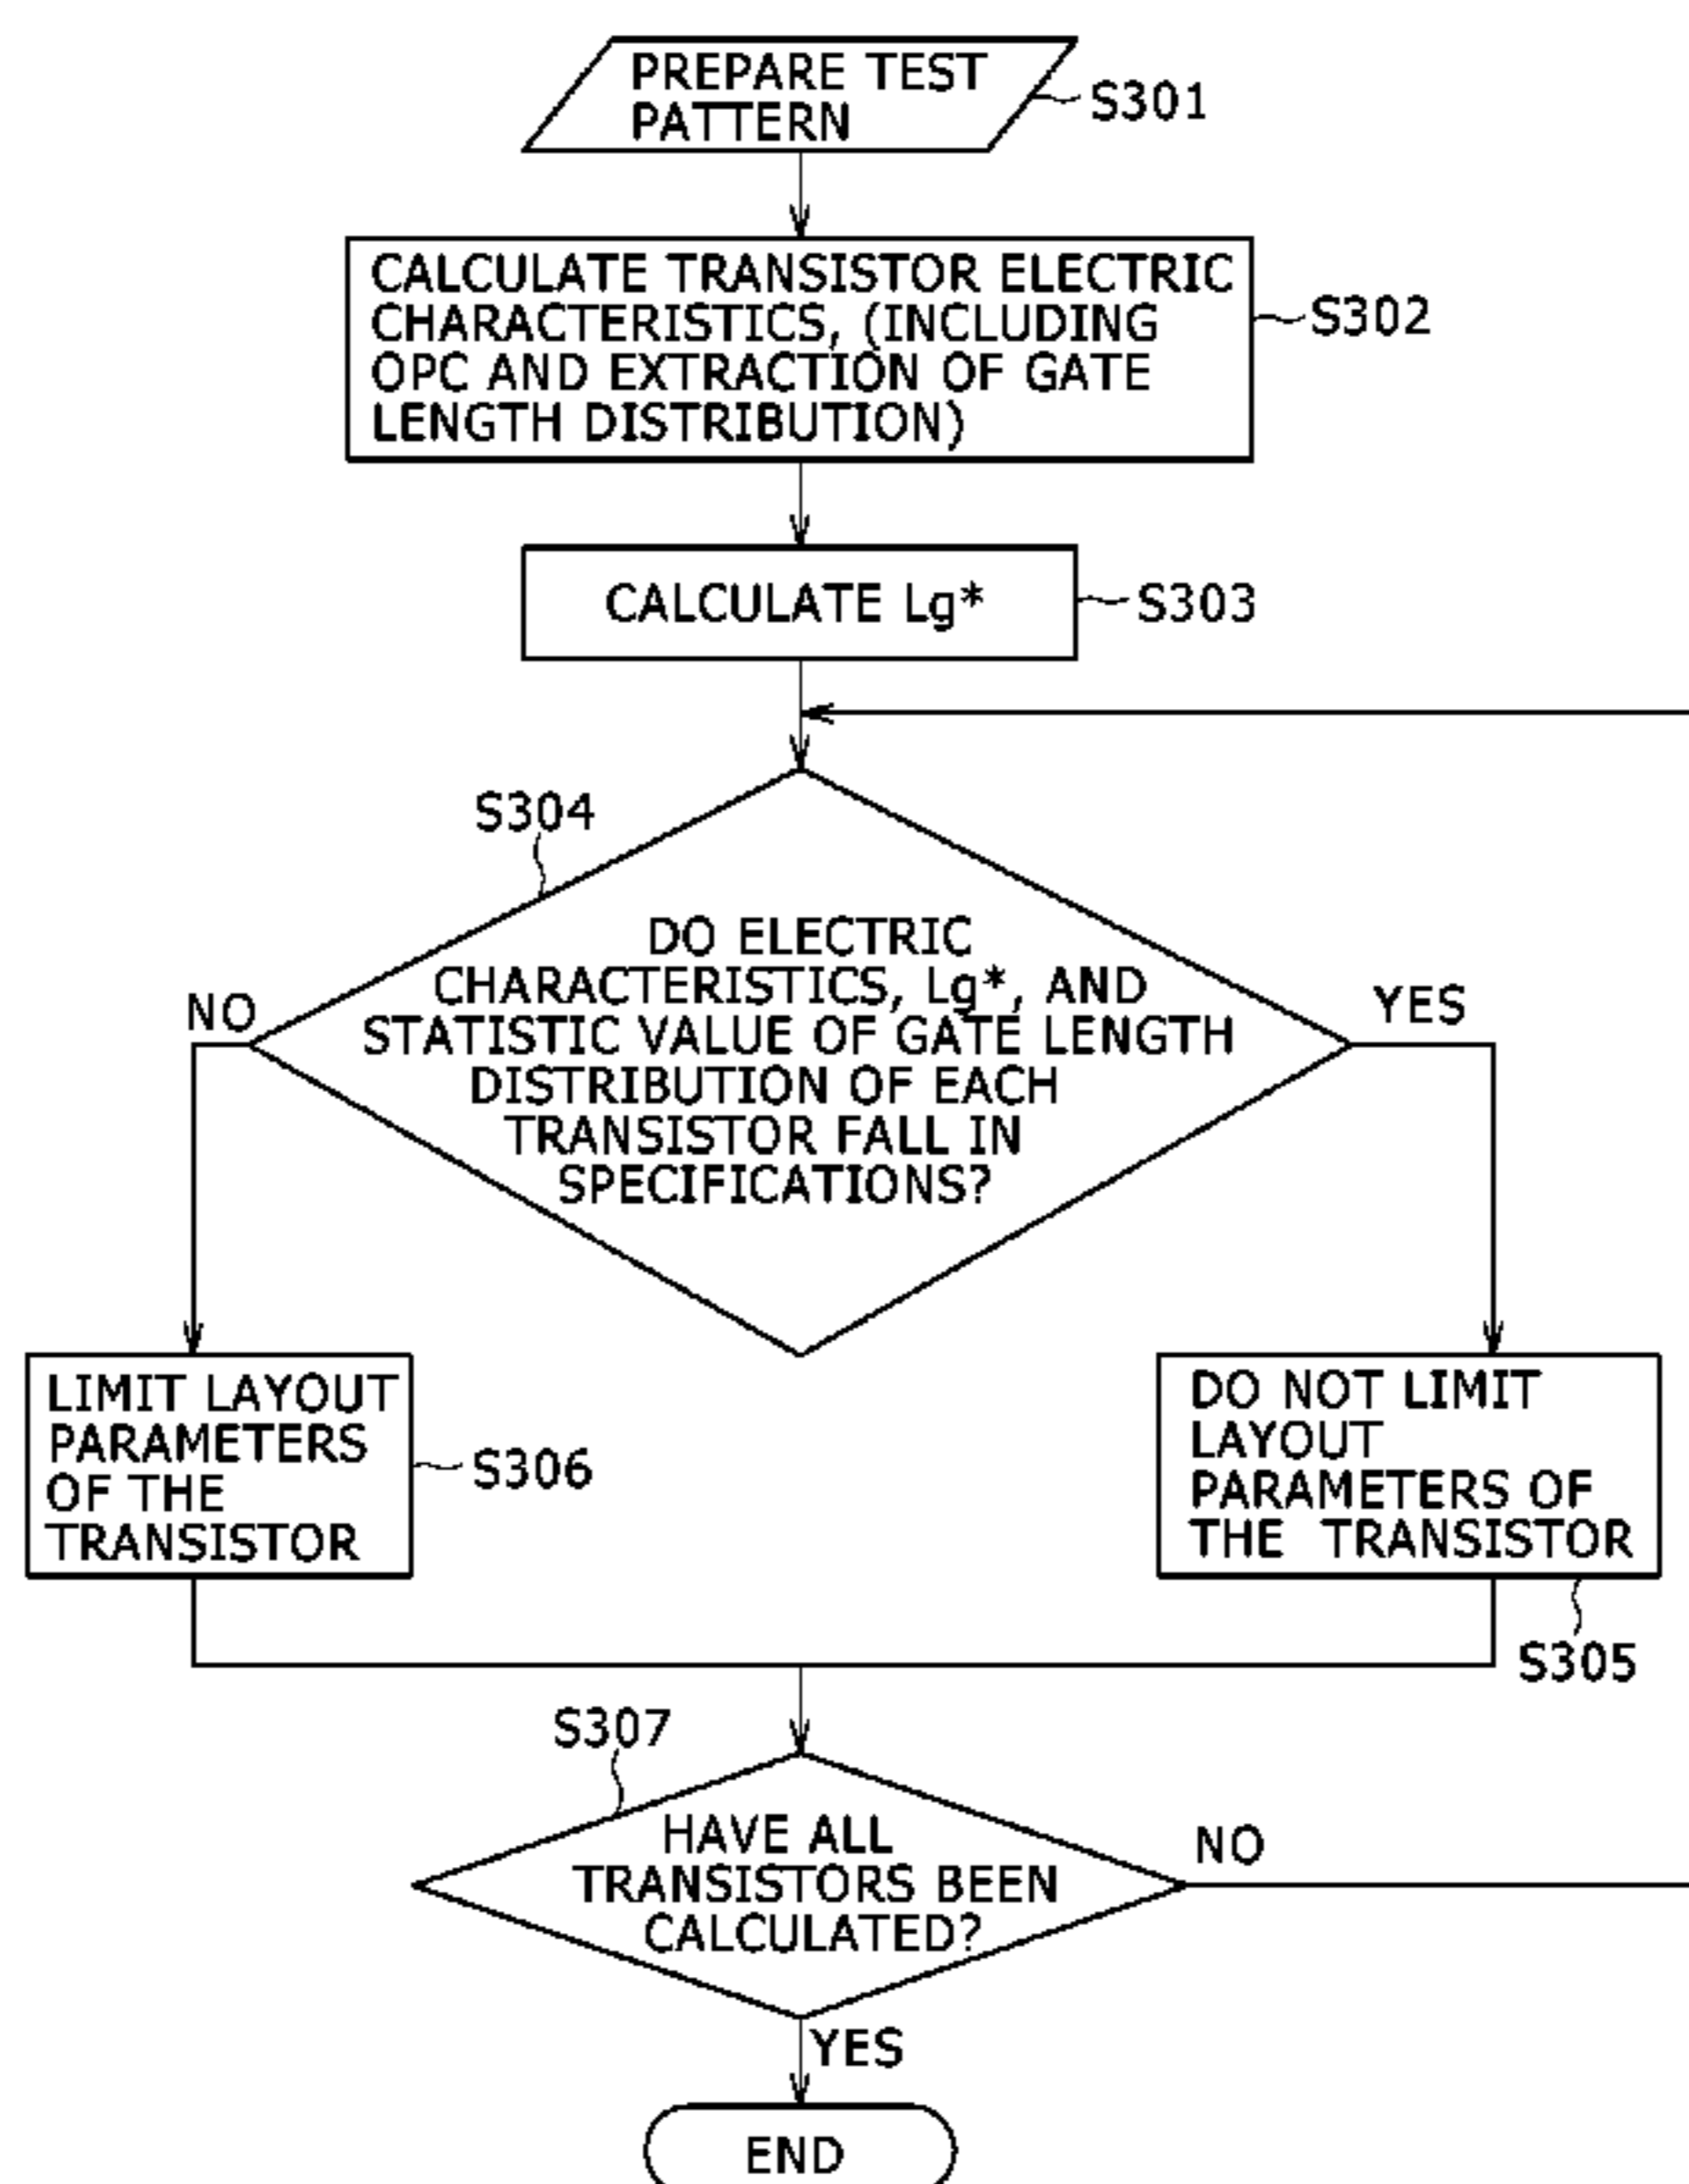 PREPARE TEST
PATTERN
S301
CALCULATE TRANSISTOR ELECTRIC
CHARACTERISTICS, (INCLUDING
OPC AND EXTRACTION OF GATE
LENGTH DISTRIBUTION)
S302
CALCULATE Lg*
S303
S304
DO ELECTRIC
CHARACTERISTICS, Lg*, AND
STATISTIC VALUE OF GATE LENGTH
DISTRIBUTION OF EACH
TRANSISTOR FALL IN
SPECIFICATIONS?
NO
YES
LIMIT LAYOUT
PARAMETERS
OF THE
TRANSISTOR
S306
DO NOT LIMIT
LAYOUT
PARAMETERS OF
THE TRANSISTOR
S305
S307
HAVE ALL
TRANSISTORS BEEN
CALCULATED?
NO
YES
END